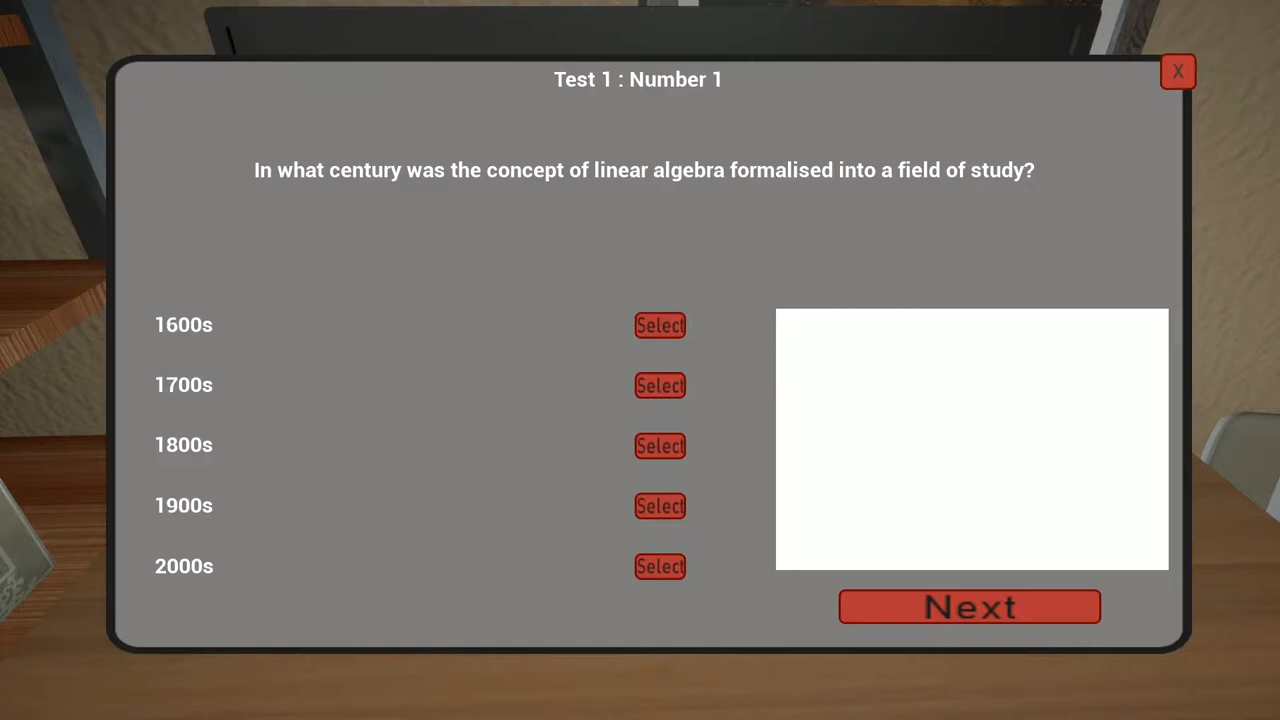 Test 1 : Number 1
X
In what century was the concept of linear algebra formalised into a field of study?
1600s Select
1700s Select
1800s Select
1900s Select
2000s Select
Next